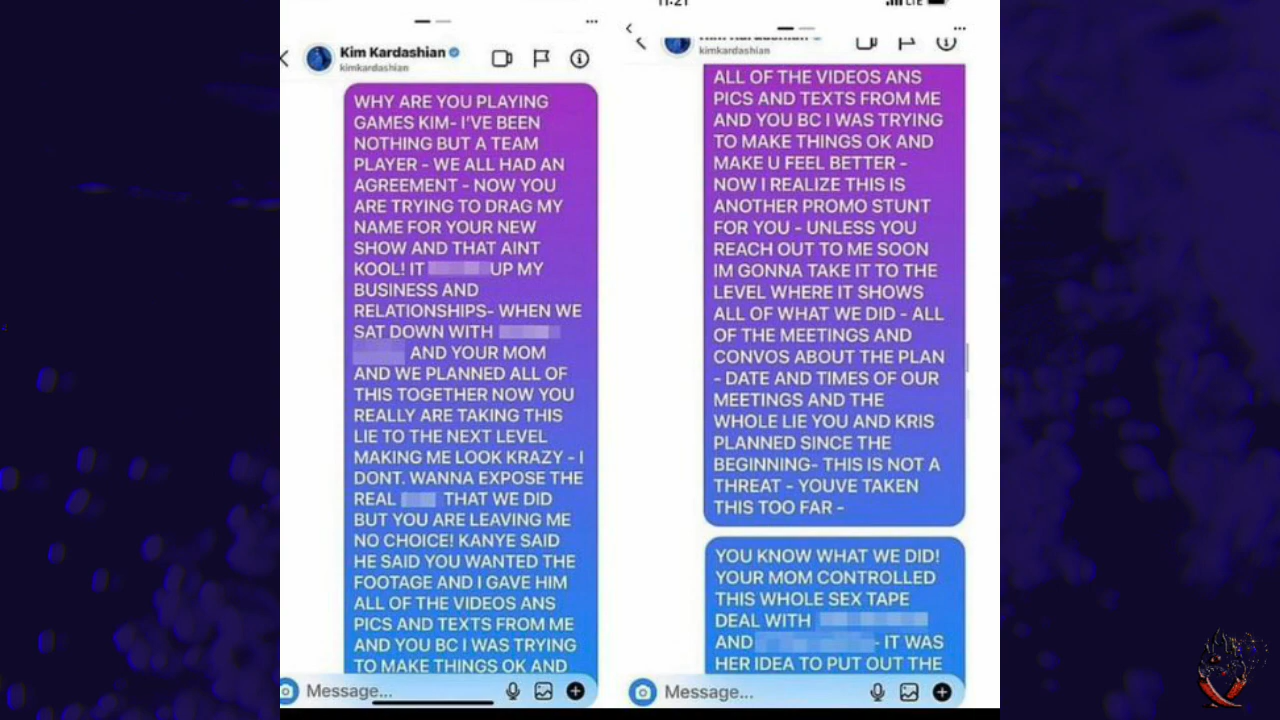 Kim Kardashian
kimkardashian
WHY ARE YOU PLAYING
GAMES KIM- I'VE BEEN
NOTHING BUT A TEAM
PLAYER - WE ALL HAD AN
AGREEMENT - NOW YOU
ARE TRYING TO DRAG MY
NAME FOR YOUR NEW
SHOW AND THAT AINT
KOOL! IT UP MY
BUSINESS AND
RELATIONSHIPS- WHEN WE
SAT DOWN WITH
AND YOUR MOM
AND WE PLANNED ALL OF
THIS TOGETHER NOW YOU
REALLY ARE TAKING THIS
LIE TO THE NEXT LEVEL
MAKING ME LOOK KRAZY - I
DONT. WANNA EXPOSE THE
REAL THAT WE DID
BUT YOU ARE LEAVING ME
NO CHOICE! KANYE SAID
HE SAID YOU WANTED THE
FOOTAGE AND I GAVE HIM
ALL OF THE VIDEOS ANS
PICS AND TEXTS FROM ME
AND YOU BC I WAS TRYING
TO MAKE THINGS OK AND
Message...
11:21
LTE
kimkardashian
ALL OF THE VIDEOS ANS
PICS AND TEXTS FROM ME
AND YOU BC I WAS TRYING
TO MAKE THINGS OK AND
MAKE U FEEL BETTER -
NOW I REALIZE THIS IS
ANOTHER PROMO STUNT
FOR YOU - UNLESS YOU
REACH OUT TO ME SOON
IM GONNA TAKE IT TO THE
LEVEL WHERE IT SHOWS
ALL OF WHAT WE DID - ALL
OF THE MEETINGS AND
CONVOS ABOUT THE PLAN
- DATE AND TIMES OF OUR
MEETINGS AND THE
WHOLE LIE YOU AND KRIS
PLANNED SINCE THE
BEGINNING- THIS IS NOT A
THREAT - YOUVE TAKEN
THIS TOO FAR -
YOU KNOW WHAT WE DID!
YOUR MOM CONTROLLED
THIS WHOLE SEX TAPE
DEAL WITH
AND - IT WAS
HER IDEA TO PUT OUT THE
Message...